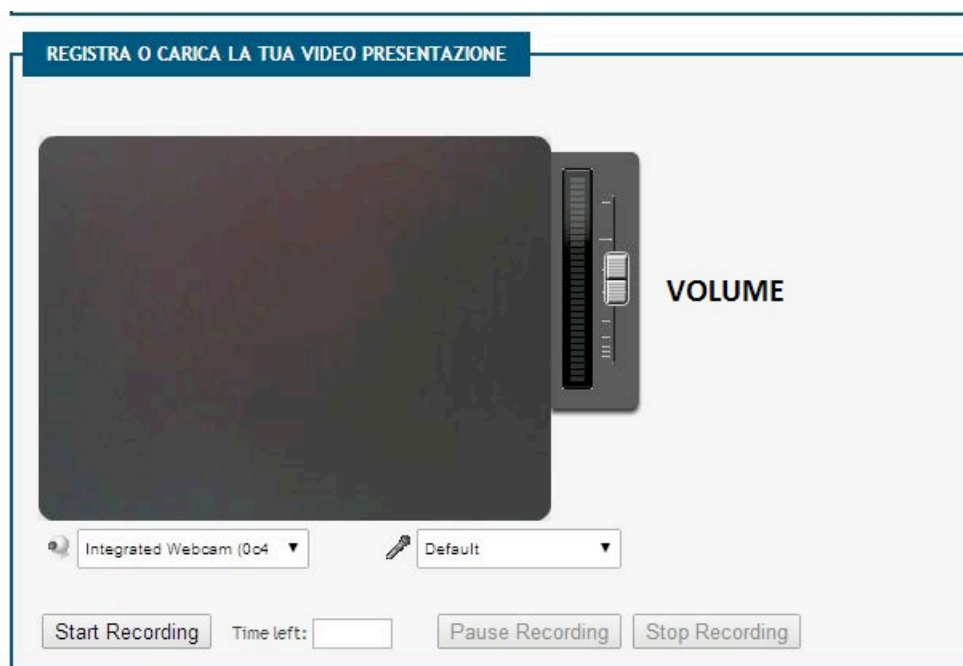 REGISTRA O CARICA LA TUA VIDEO PRESENTAZIONE
VOLUME
Integrated Webcam (0c4
Default
Start Recording Time left: Pause Recording Stop Recording